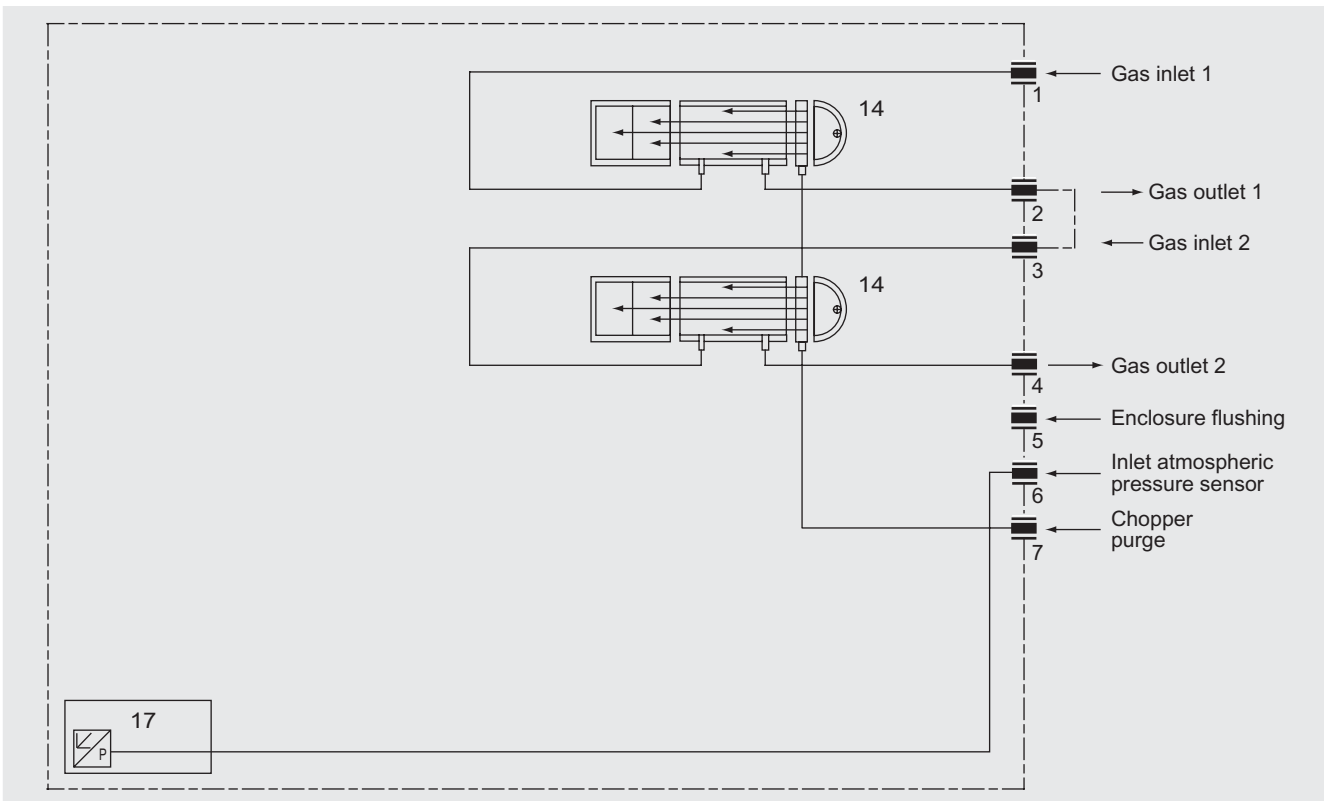 Gas inlet 1
1
14
2
Gas outlet 1
Gas inlet 2
3
14
Gas outlet 2
4
Enclosure flushing
5
Inlet atmospheric
pressure sensor
6
Chopper
purge
7
17
P